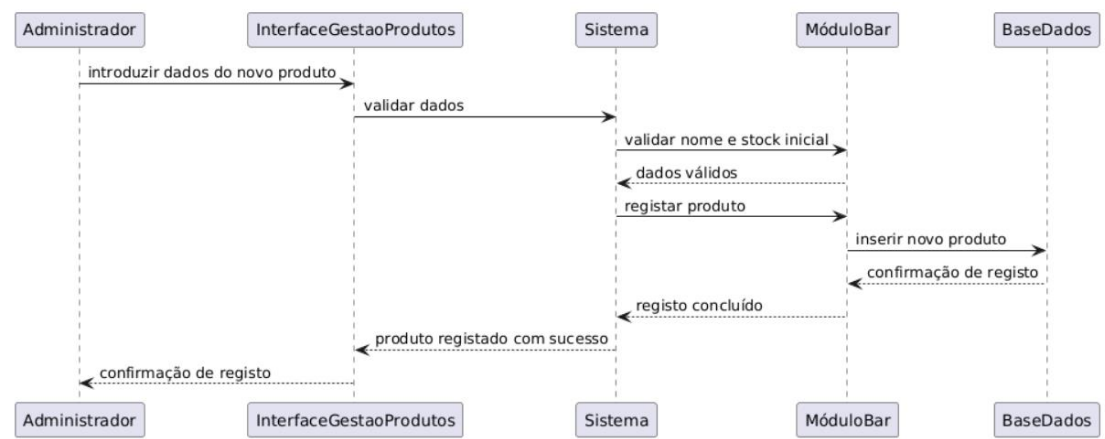 Administrador InterfaceGestaoProdutos Sistema MóduloBar BaseDados
introduzir dados do novo produto
validar dados
validar nome e stock inicial
dados válidos
registar produto
inserir novo produto
confirmação de registo
registo concluído
produto registado com sucesso
confirmação de registo
Administrador InterfaceGestaoProdutos Sistema MóduloBar BaseDados